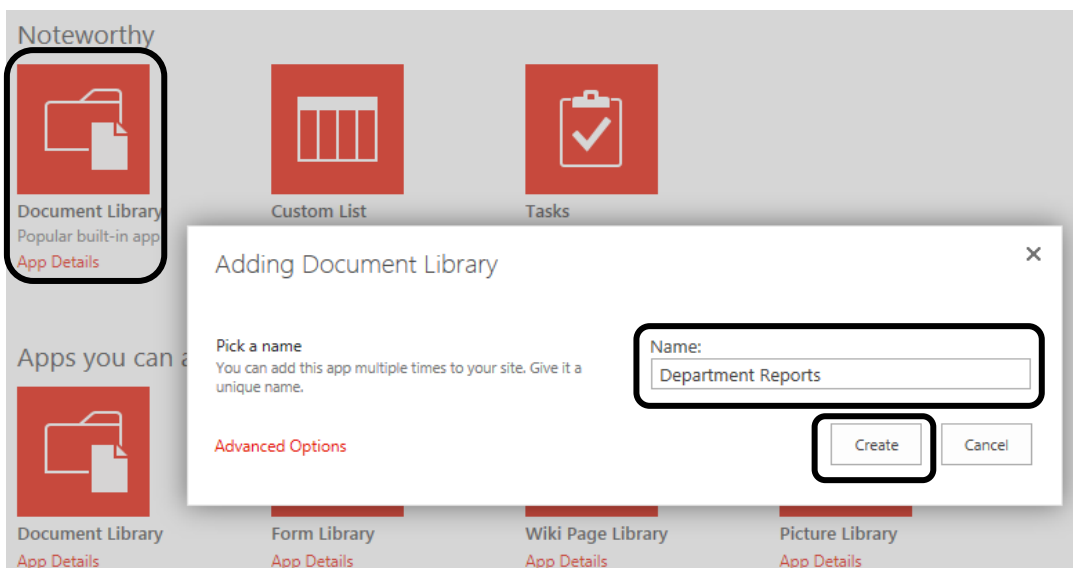 Noteworthy
Document Library
Popular built-in app
App Details
Custom List
Tasks
Adding Document Library
Pick a name
You can add this app multiple times to your site. Give it a
unique name.
Name:
Department Reports
Advanced Options
Create
Cancel
Apps you can a
Document Library
App Details
Form Library
App Details
Wiki Page Library
App Details
Picture Library
App Details